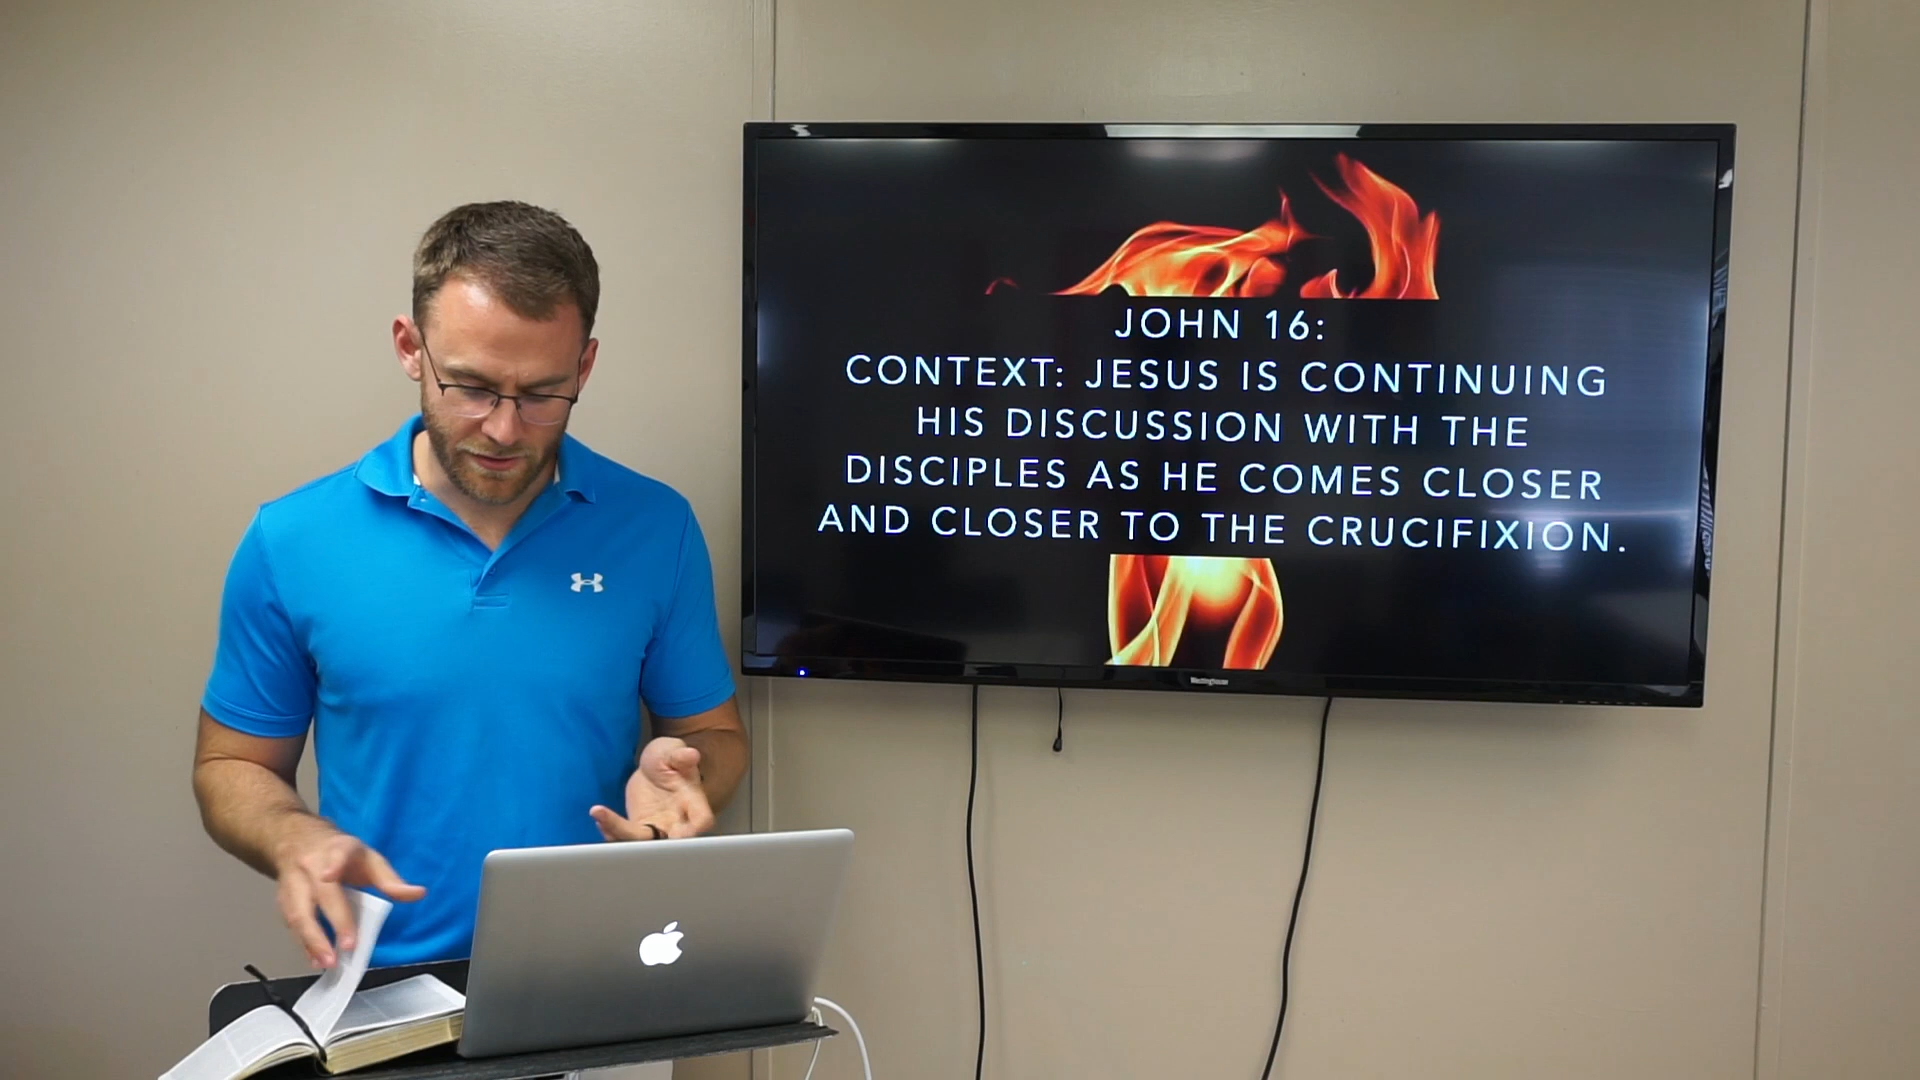 JOHN 16:
CONTEXT: JESUS IS CONTINUING
HIS DISCUSSION WITH THE
DISCIPLES AS HE COMES CLOSER
AND CLOSER TO THE CRUCIFIXION.
Westinghouse